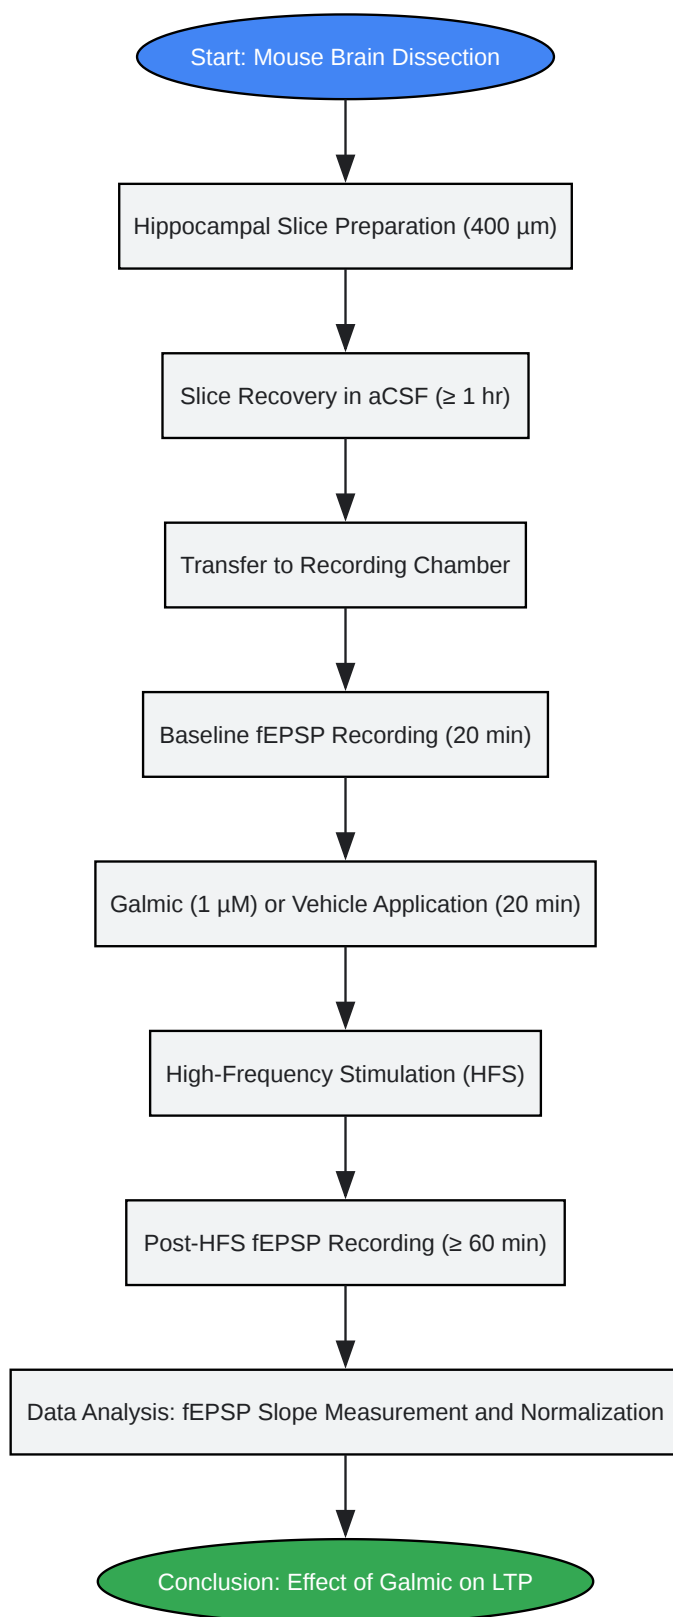 Start: Mouse Brain Dissection
Hippocampal Slice Preparation (400 µm)
Slice Recovery in aCSF (≥ 1 hr)
Transfer to Recording Chamber
Baseline fEPSP Recording (20 min)
Galmic (1 µM) or Vehicle Application (20 min)
High-Frequency Stimulation (HFS)
Post-HFS fEPSP Recording (≥ 60 min)
Data Analysis: fEPSP Slope Measurement and Normalization
Conclusion: Effect of Galmic on LTP